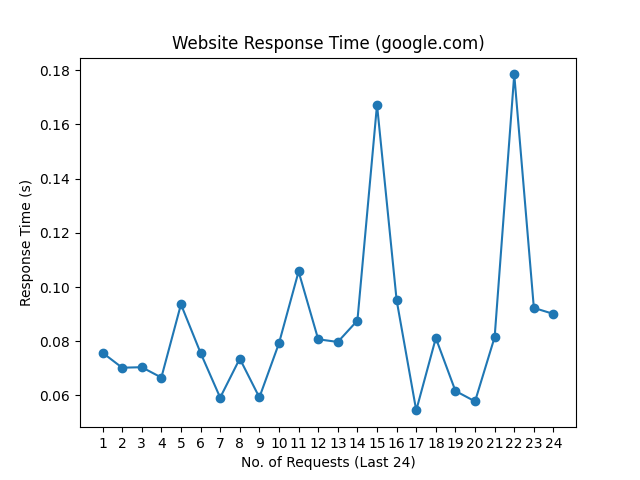 Website Response Time (google.com)
0.18
0.16
0.14
0.12
0.10
0.08
0.06
Response Time (s)
1 2 3 4 5 6 7 8 9 10 11 12 13 14 15 16 17 18 19 20 21 22 23 24
No. of Requests (Last 24)